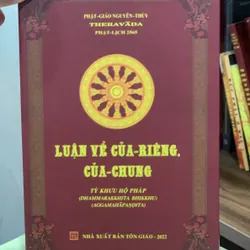 PHẬT-GIÁO NGUYÊN-THỦY
THERAVĀDA
PHẬT-LỊCH 2565
LUẬN VỀ CỦA-RIÊNG,
CỦA-CHUNG
TỲ KHƯU HỘ PHÁP
(DHAMMARAKKHITA BHIKKHU)
(AGGAMAHĀPAṆḌITA)
NHÀ XUẤT BẢN TÔN GIÁO - 2022